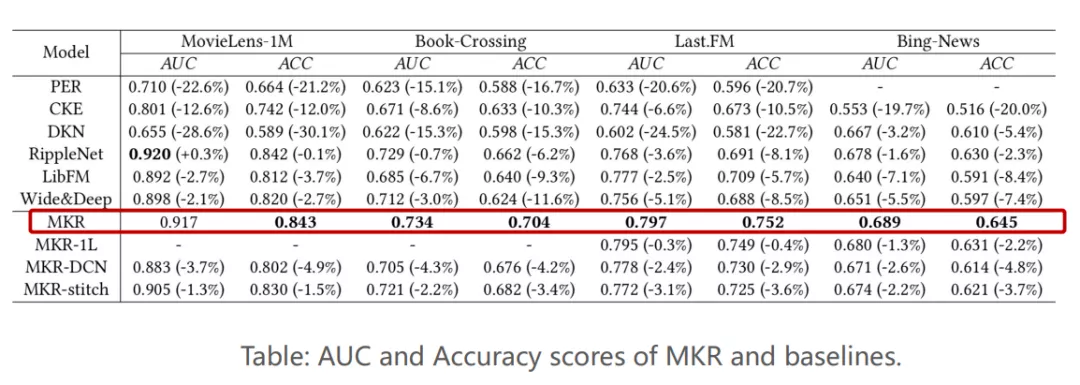 Model MovieLens-1M Book-Crossing Last.FM Bing-News
AUC ACC AUC ACC AUC ACC AUC ACC
PER 0.710 (-22.6%) 0.664 (-21.2%) 0.623 (-15.1%) 0.588 (-16.7%) 0.633 (-20.6%) 0.596 (-20.7%) - -
CKE 0.801 (-12.6%) 0.742 (-12.0%) 0.671 (-8.6%) 0.633 (-10.3%) 0.744 (-6.6%) 0.673 (-10.5%) 0.553 (-19.7%) 0.516 (-20.0%)
DKN 0.655 (-28.6%) 0.589 (-30.1%) 0.622 (-15.3%) 0.598 (-15.3%) 0.602 (-24.5%) 0.581 (-22.7%) 0.667 (-3.2%) 0.610 (-5.4%)
RippleNet 0.920 (+0.3%) 0.842 (-0.1%) 0.729 (-0.7%) 0.662 (-6.2%) 0.768 (-3.6%) 0.691 (-8.1%) 0.678 (-1.6%) 0.630 (-2.3%)
LibFM 0.892 (-2.7%) 0.812 (-3.7%) 0.685 (-6.7%) 0.640 (-9.3%) 0.777 (-2.5%) 0.709 (-5.7%) 0.640 (-7.1%) 0.591 (-8.4%)
Wide&Deep 0.898 (-2.1%) 0.820 (-2.7%) 0.712 (-3.0%) 0.624 (-11.6%) 0.756 (-5.1%) 0.688 (-8.5%) 0.651 (-5.5%) 0.597 (-7.4%)
MKR 0.917 0.843 0.734 0.704 0.797 0.752 0.689 0.645
MKR-1L - - - - 0.795 (-0.3%) 0.749 (-0.4%) 0.680 (-1.3%) 0.631 (-2.2%)
MKR-DCN 0.883 (-3.7%) 0.802 (-4.9%) 0.705 (-4.3%) 0.676 (-4.2%) 0.778 (-2.4%) 0.730 (-2.9%) 0.671 (-2.6%) 0.614 (-4.8%)
MKR-stitch 0.905 (-1.3%) 0.830 (-1.5%) 0.721 (-2.2%) 0.682 (-3.4%) 0.772 (-3.1%) 0.725 (-3.6%) 0.674 (-2.2%) 0.621 (-3.7%)
Table: AUC and Accuracy scores of MKR and baselines.